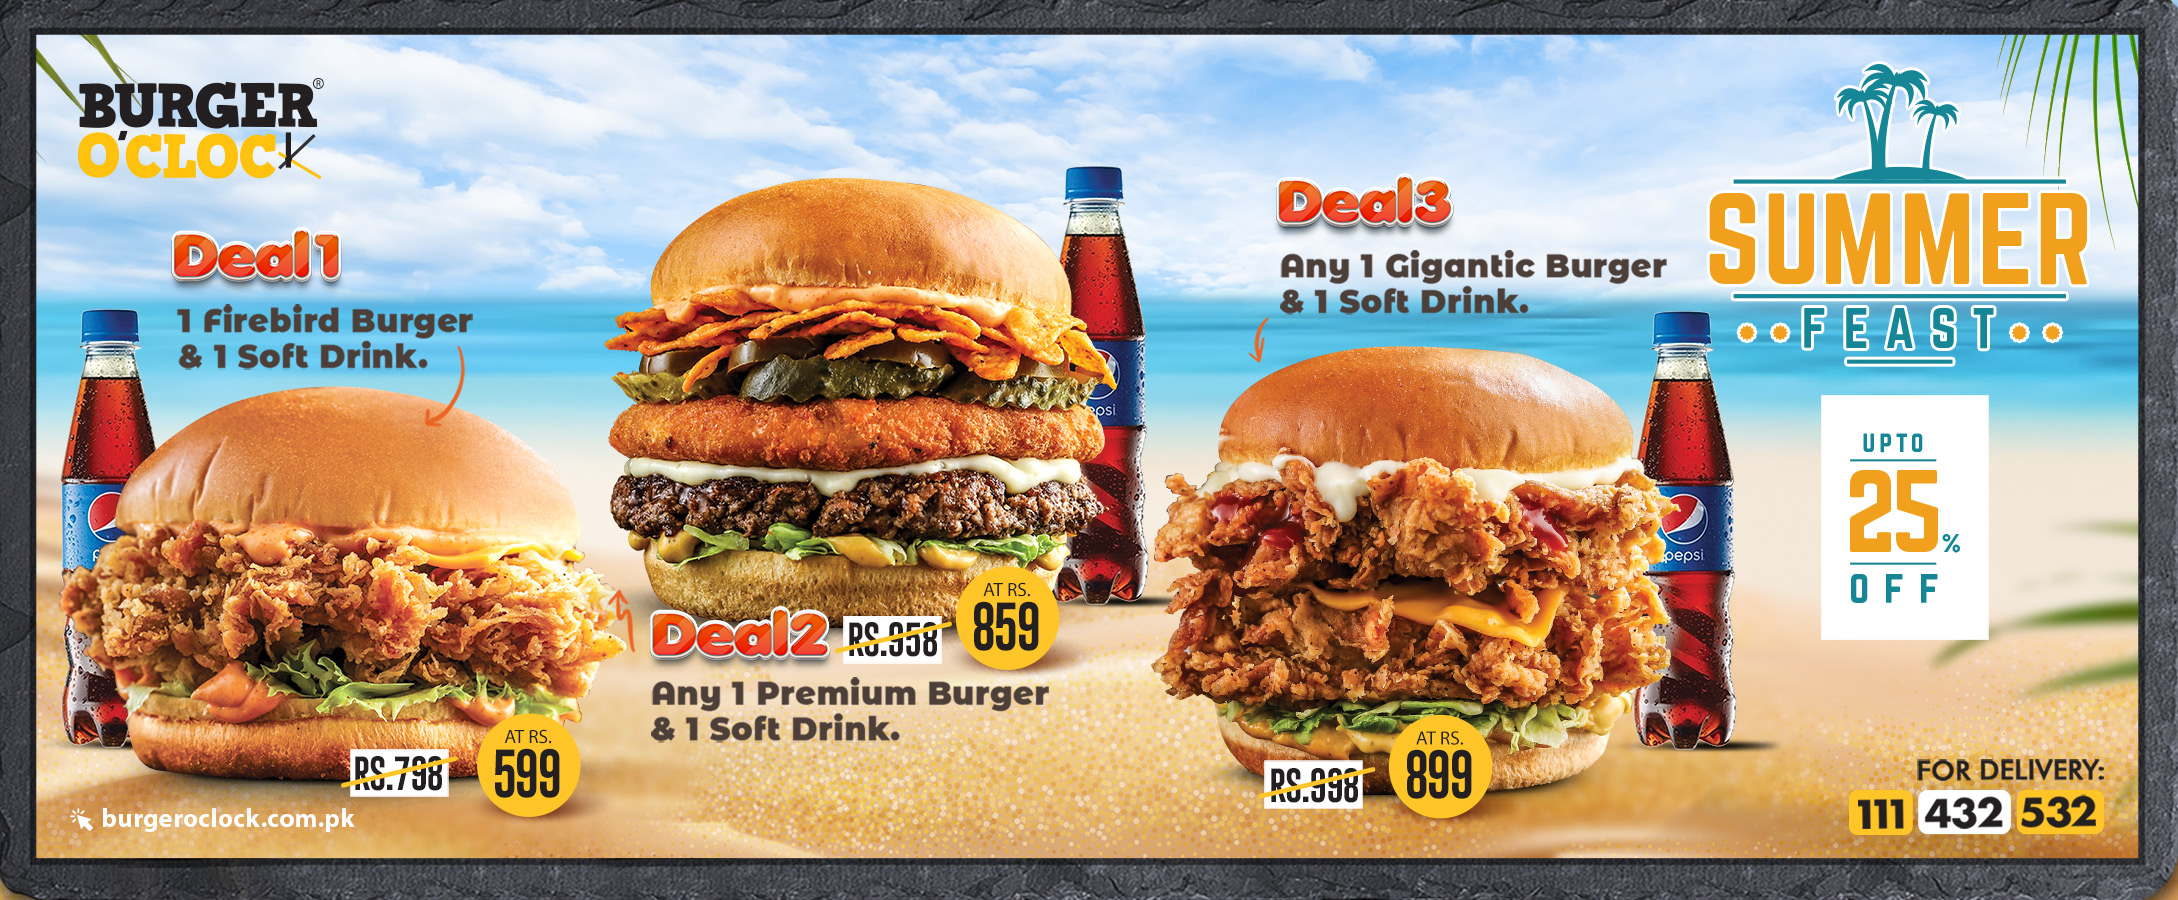 BURGER®
O'CLOCK
Deal1
1 Firebird Burger
& 1 Soft Drink.
RS.798
AT RS.
599
burgeroclock.com.pk
Deal2
RS.958
AT RS.
859
Any 1 Premium Burger
& 1 Soft Drink.
Deal3
Any 1 Gigantic Burger
& 1 Soft Drink.
RS.998
AT RS.
899
pepsi
SUMMER
FEAST
UPTO
25%
OFF
FOR DELIVERY:
111 432 532